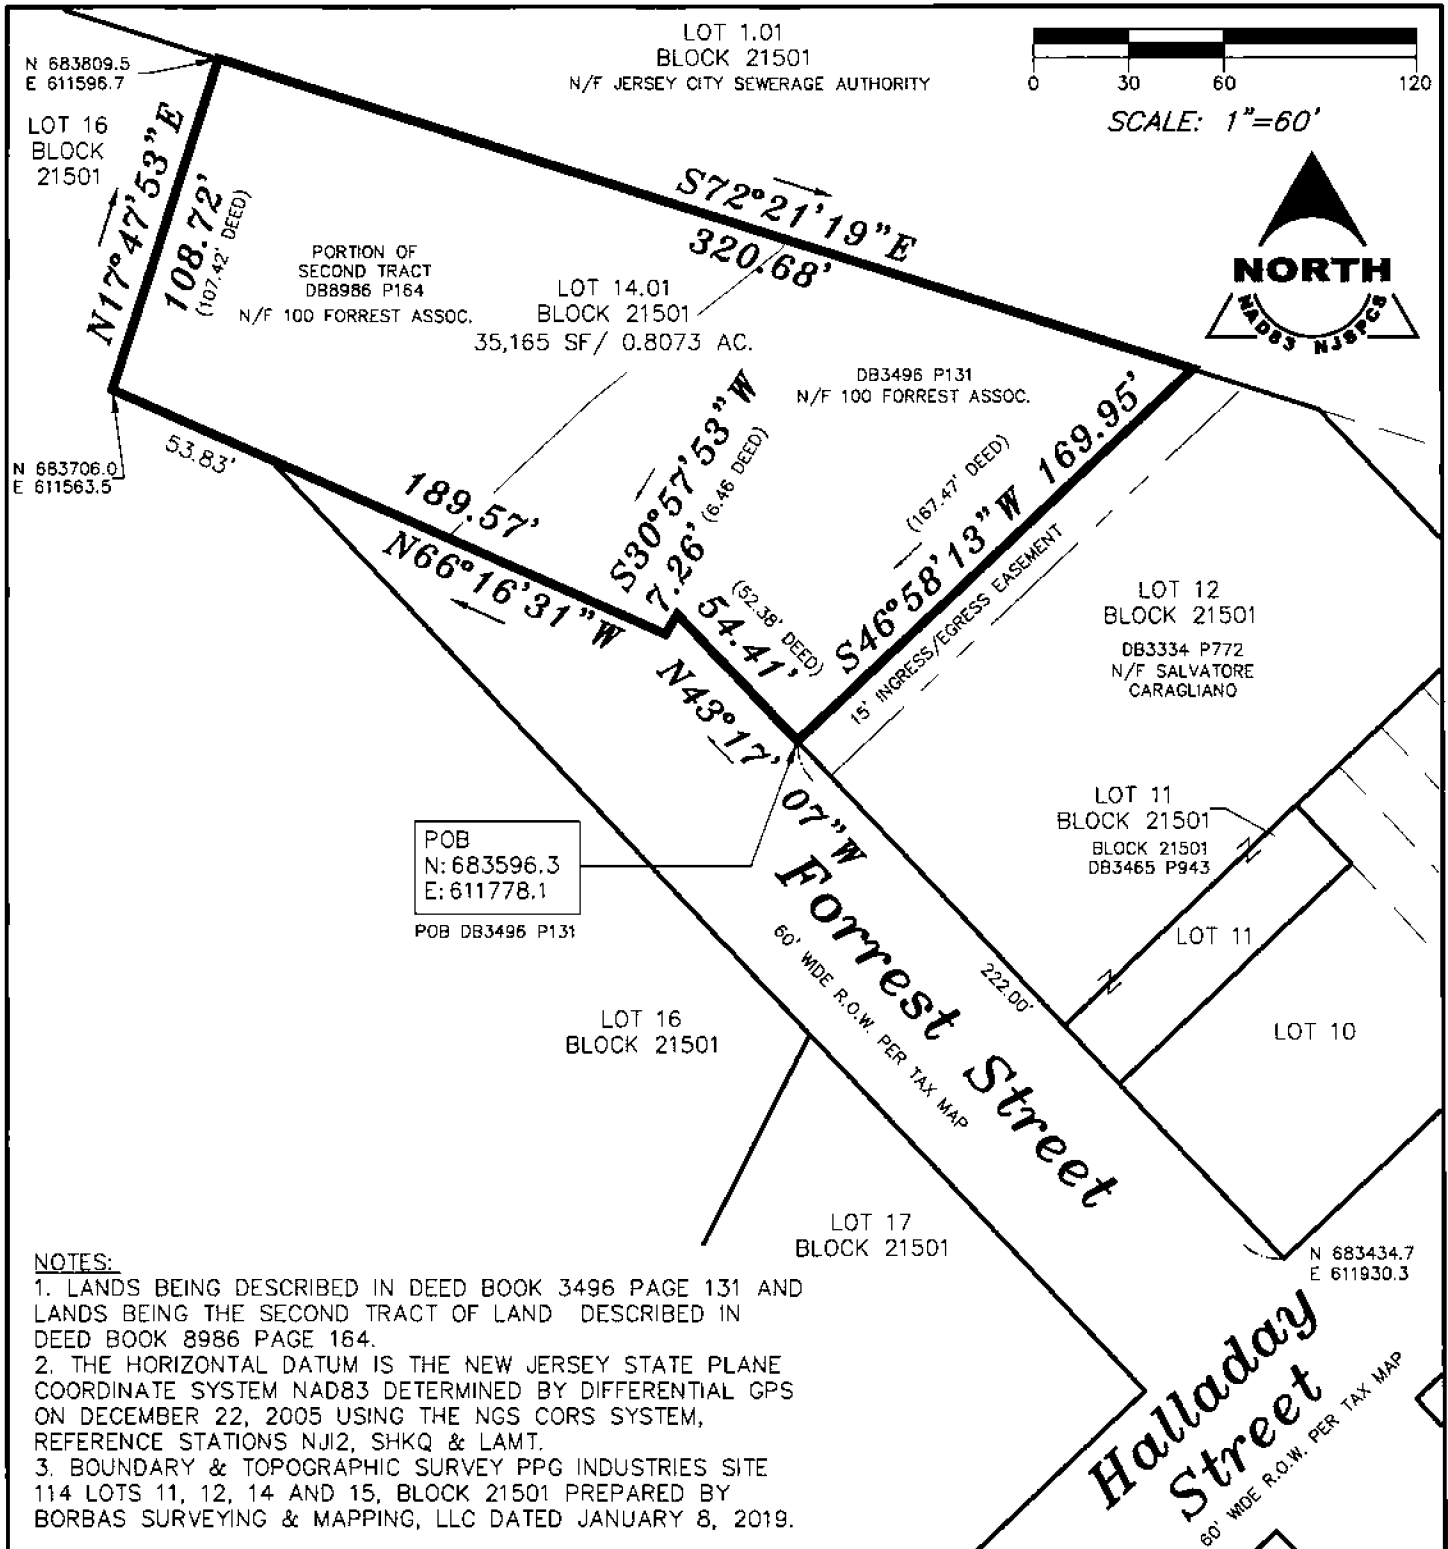 LOT 1.01
BLOCK 21501
N/F JERSEY CITY SEWERAGE AUTHORITY
0 30 60 120
SCALE: 1"=60'
NORTH
NAD83 NJSPCS
N 683809.5
E 611596.7
LOT 16
BLOCK
21501
N17°47'53"E
108.72'
(107.42' DEED)
S72°21'19"E
320.68'
PORTION OF
SECOND TRACT
DB8986 P164
N/F 100 FORREST ASSOC.
LOT 14.01
BLOCK 21501
35,165 SF/ 0.8073 AC.
DB3496 P131
N/F 100 FORREST ASSOC.
N 683706.0
E 611563.5
53.83'
189.57'
N66°16'31"W
S30°57'53"W
7.26'
(6.46 DEED)
54.41'
(52.38' DEED)
N43°17'
07"W
(167.47' DEED)
S46°58'13"W 169.95'
15' INGRESS/EGRESS EASEMENT
LOT 12
BLOCK 21501
DB3334 P772
N/F SALVATORE
CARAGLIANO
POB
N: 683596.3
E: 611778.1
POB DB3496 P131
LOT 11
BLOCK 21501
BLOCK 21501
DB3465 P943
LOT 11
LOT 10
Forrest Street
60' WIDE R.O.W. PER TAX MAP
222.00'
LOT 16
BLOCK 21501
LOT 17
BLOCK 21501
N 683434.7
E 611930.3
Halladay
Street
60' WIDE R.O.W. PER TAX MAP
NOTES:
1. LANDS BEING DESCRIBED IN DEED BOOK 3496 PAGE 131 AND
LANDS BEING THE SECOND TRACT OF LAND DESCRIBED IN
DEED BOOK 8986 PAGE 164.
2. THE HORIZONTAL DATUM IS THE NEW JERSEY STATE PLANE
COORDINATE SYSTEM NAD83 DETERMINED BY DIFFERENTIAL GPS
ON DECEMBER 22, 2005 USING THE NGS CORS SYSTEM,
REFERENCE STATIONS NJI2, SHKQ & LAMT.
3. BOUNDARY & TOPOGRAPHIC SURVEY PPG INDUSTRIES SITE
114 LOTS 11, 12, 14 AND 15, BLOCK 21501 PREPARED BY
BORBAS SURVEYING & MAPPING, LLC DATED JANUARY 8, 2019.